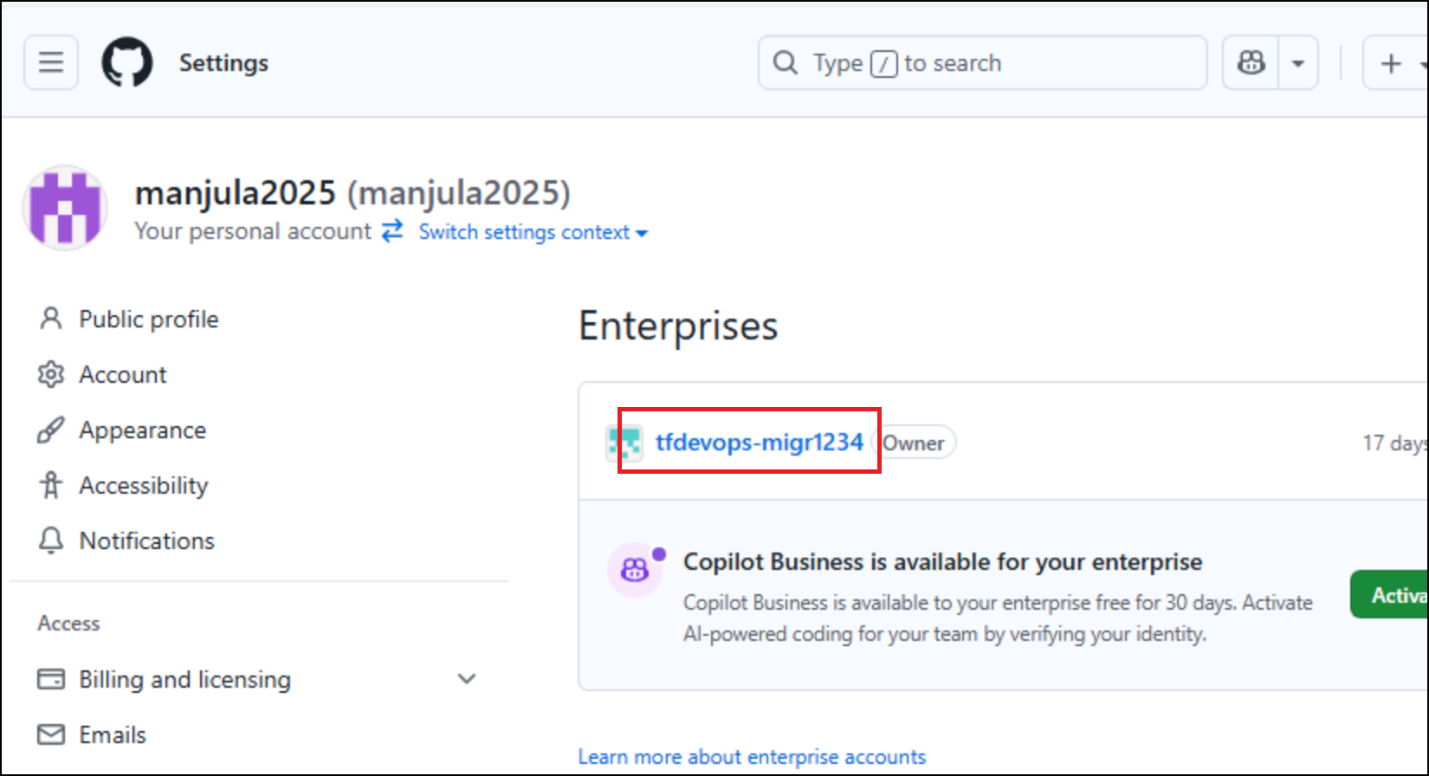 Settings
Type / to search
manjula2025 (manjula2025)
Your personal account Switch settings context
Public profile
Account
Appearance
Accessibility
Notifications
Access
Billing and licensing
Emails
Enterprises
tfdevops-migr1234 Owner 17 days
Copilot Business is available for your enterprise
Copilot Business is available to your enterprise free for 30 days. Activate
AI-powered coding for your team by verifying your identity.
Activa
Learn more about enterprise accounts